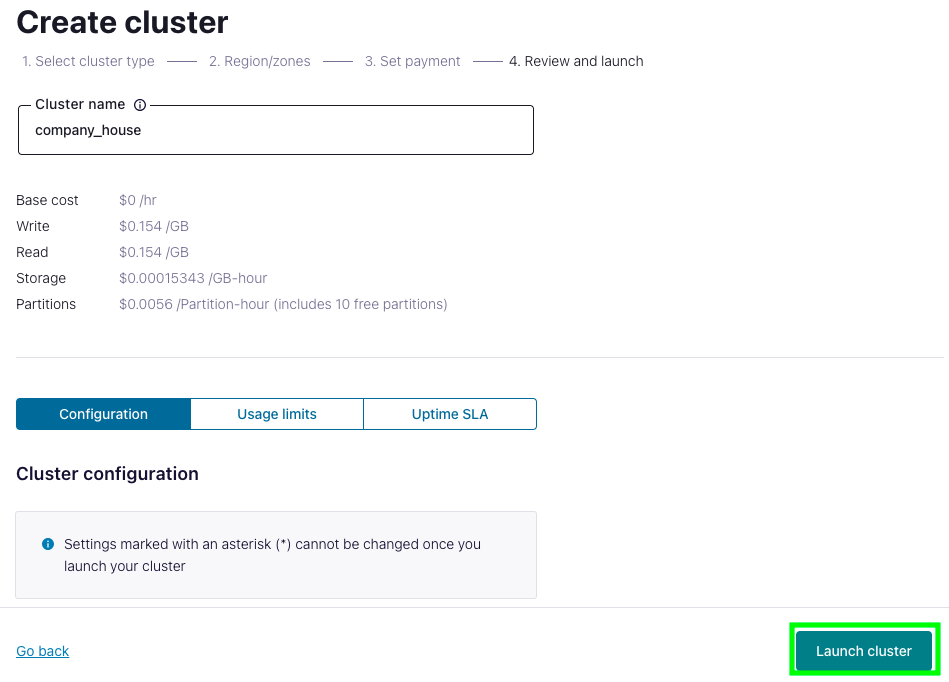 Create cluster
1. Select cluster type 2. Region/zones 3. Set payment 4. Review and launch
Cluster name
company_house
Base cost $0 /hr
Write $0.154 /GB
Read $0.154 /GB
Storage $0.00015343 /GB-hour
Partitions $0.0056 /Partition-hour (includes 10 free partitions)
Configuration Usage limits Uptime SLA
Cluster configuration
Settings marked with an asterisk (*) cannot be changed once you
launch your cluster
Go back Launch cluster